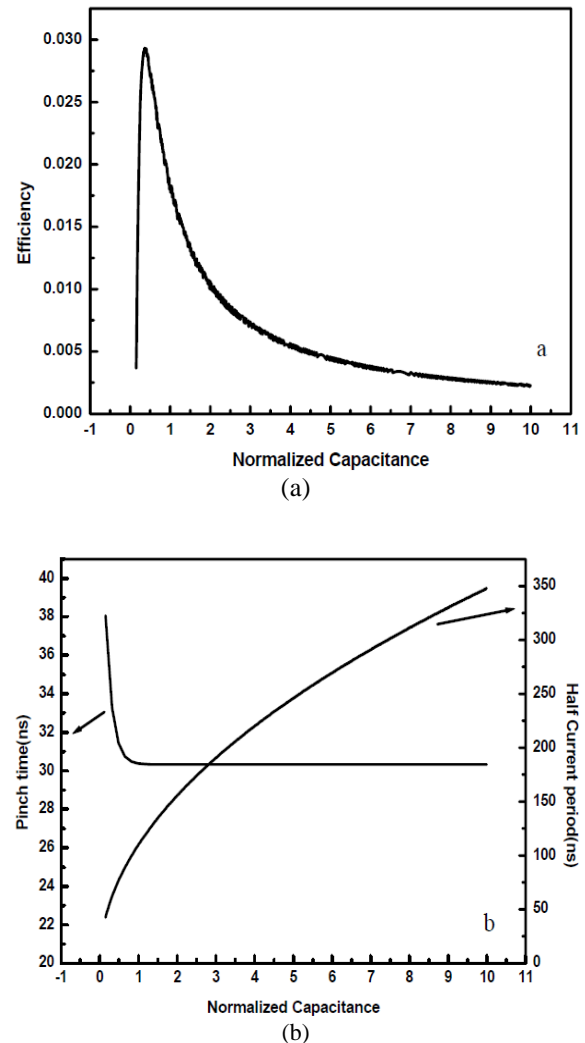 0.030
0.025
0.020
0.015
0.010
0.005
0.000
Efficiency
a
-1 0 1 2 3 4 5 6 7 8 9 10 11
Normalized Capacitance
(a)
40
38
36
34
32
30
28
26
24
22
20
Pinch time(ns)
350
300
250
200
150
100
50
0
Half Current period(ns)
b
-1 0 1 2 3 4 5 6 7 8 9 10 11
Normalized Capacitance
(b)